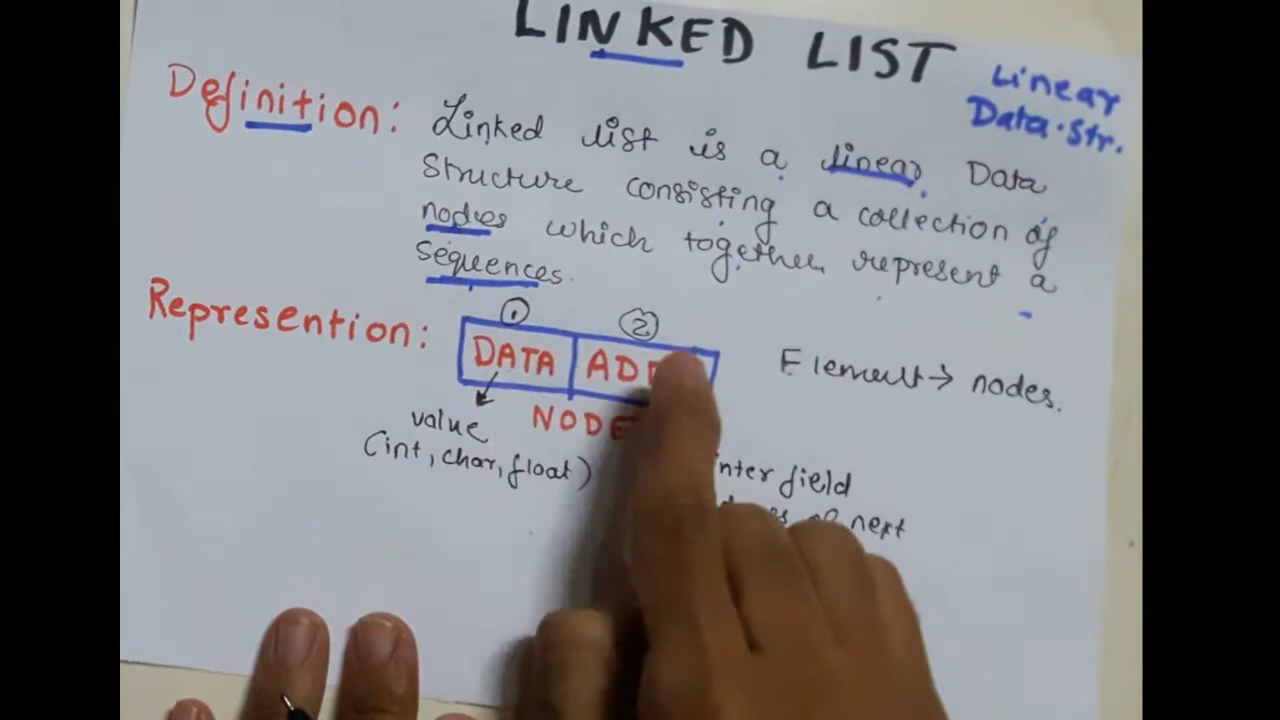 LINKED LIST
Linear
Data.Str.
Definition: Linked list is a linear Data
Structure consisting a collection of
nodes which together represent a
sequences.
Represention:
① ②
DATA
Element → nodes.
NODE
value
(int, char, float)
field
next